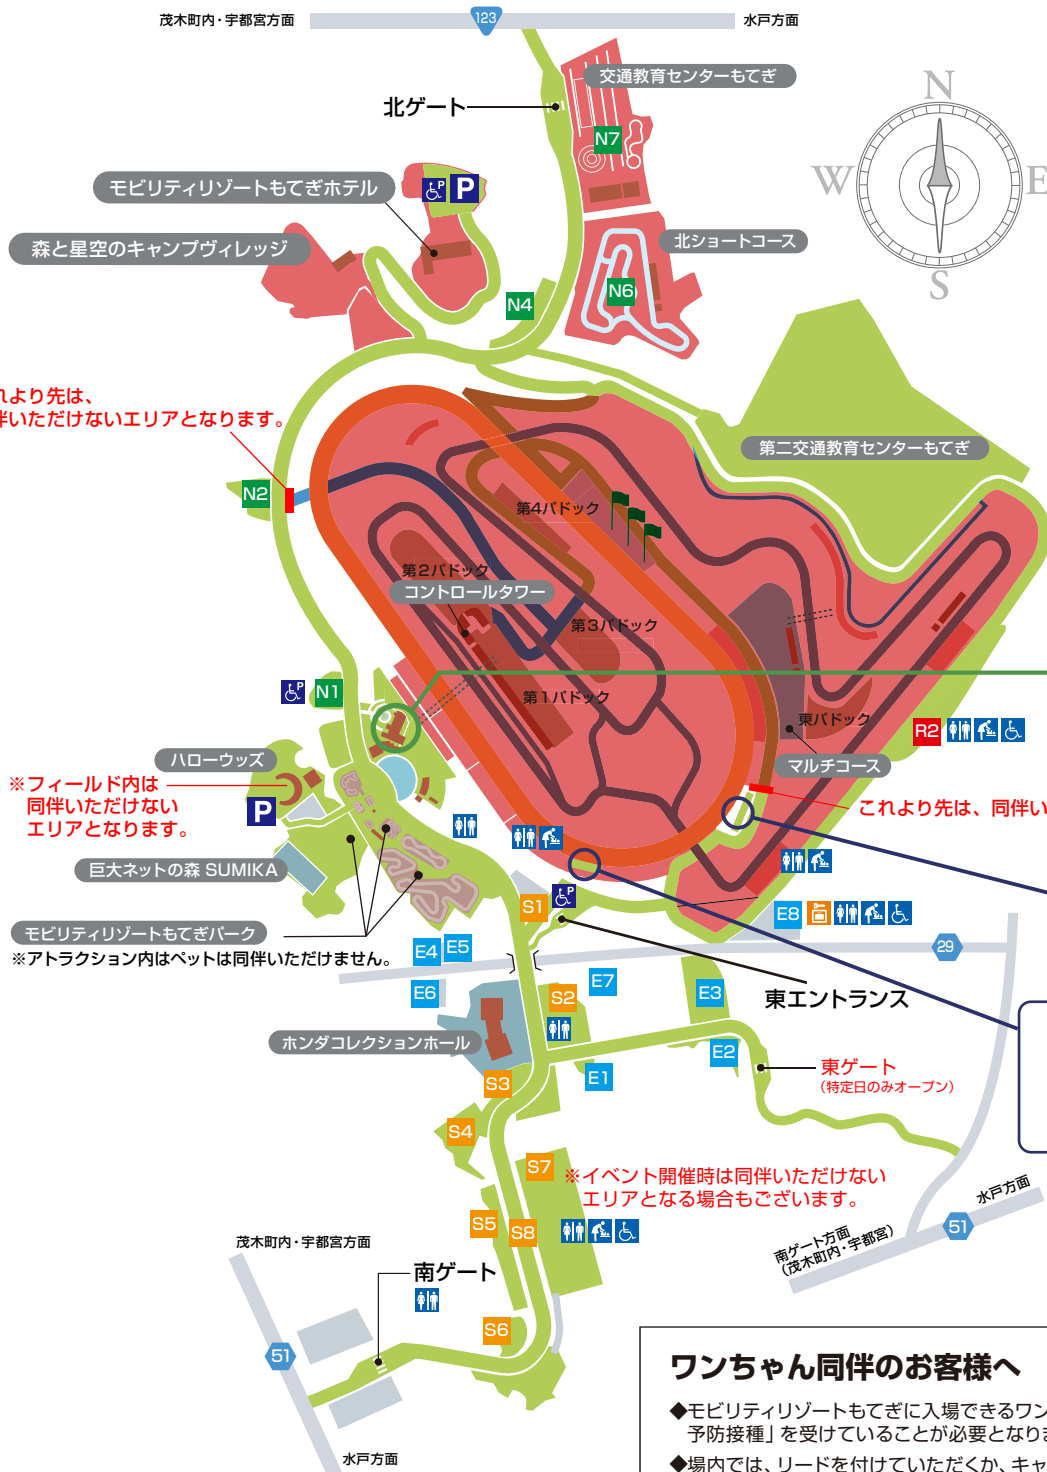 茂木町内・宇都宮方面
123
水戸方面
交通教育センターもてぎ
北ゲート
N7
N
W
E
S
モビリティリゾートもてぎホテル
P
P
森と星空のキャンプヴィレッジ
北ショートコース
N6
N4
れより先は、
伴いただけないエリアとなります。
第二交通教育センターもてぎ
N2
第4パドック
第2パドック
コントロールタワー
第3パドック
P
N1
第1パドック
東パドック
R2
ハローウッズ
マルチコース
※フィールド内は
同伴いただけない
エリアとなります。
P
これより先は、同伴い
巨大ネットの森 SUMIKA
P
S1
E8
モビリティリゾートもてぎパーク
※アトラクション内はペットは同伴いただけません。
E4
E5
29
E6
E7
S2
E3
東エントランス
ホンダコレクションホール
E2
S3
E1
東ゲート
(特定日のみオープン)
S4
S7
※イベント開催時は同伴いただけない
エリアとなる場合もございます。
水戸方面
S5
S8
51
南ゲート方面
(茂木町内・宇都宮)
茂木町内・宇都宮方面
南ゲート
S6
51
水戸方面
ワンちゃん同伴のお客様へ
◆モビリティリゾートもてぎに入場できるワン
予防接種」を受けていることが必要となりま
◆場内では、リードを付けていただくか、キャ